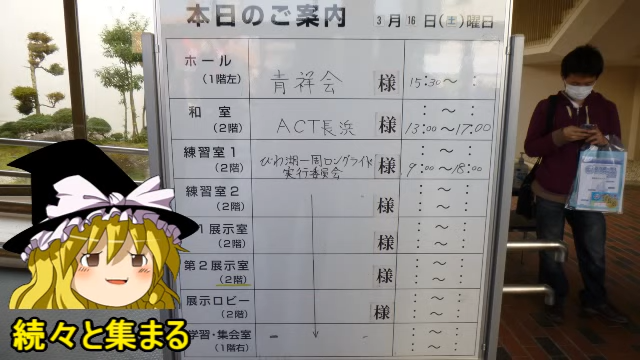 本日のご案内 3月16日(土)曜日
ホール
(1階左)
青祥会 様 15:30〜 :
和室
(2階)
ACT長浜 様 : 〜 :
13:00〜17:00
練習室1
(2階)
びわ湖一周ロングライド
実行委員会 様 : 〜 :
9:00〜18:00
練習室2
(2階)
様 : 〜 :
: 〜 :
1展示室
(2階)
様 : 〜 :
: 〜 :
第2展示室
(2階)
様 : 〜 :
: 〜 :
展示ロビー
(2階)
様 : 〜 :
: 〜 :
学習・集会室
(1階右)
: 〜 :
: 〜 :
続々と集まる